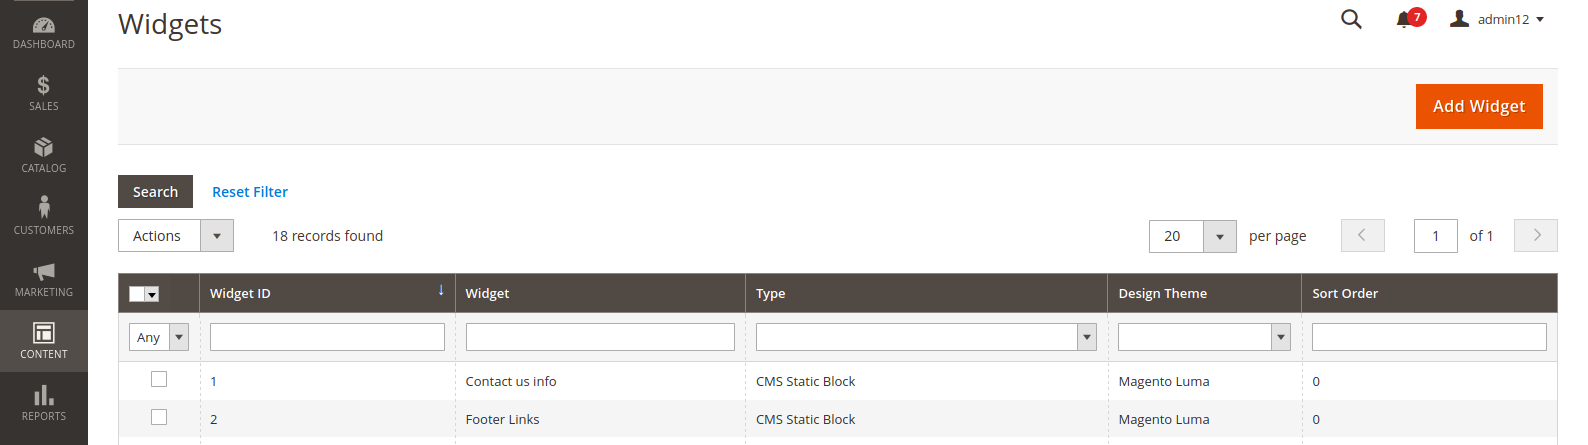 Widgets
7
admin12
DASHBOARD
$
SALES
CATALOG
CUSTOMERS
MARKETING
CONTENT
REPORTS
Add Widget
Search Reset Filter
Actions 18 records found 20 per page 1 of 1
Widget ID ↓ Widget Type Design Theme Sort Order
Any
1 Contact us info CMS Static Block Magento Luma 0
2 Footer Links CMS Static Block Magento Luma 0